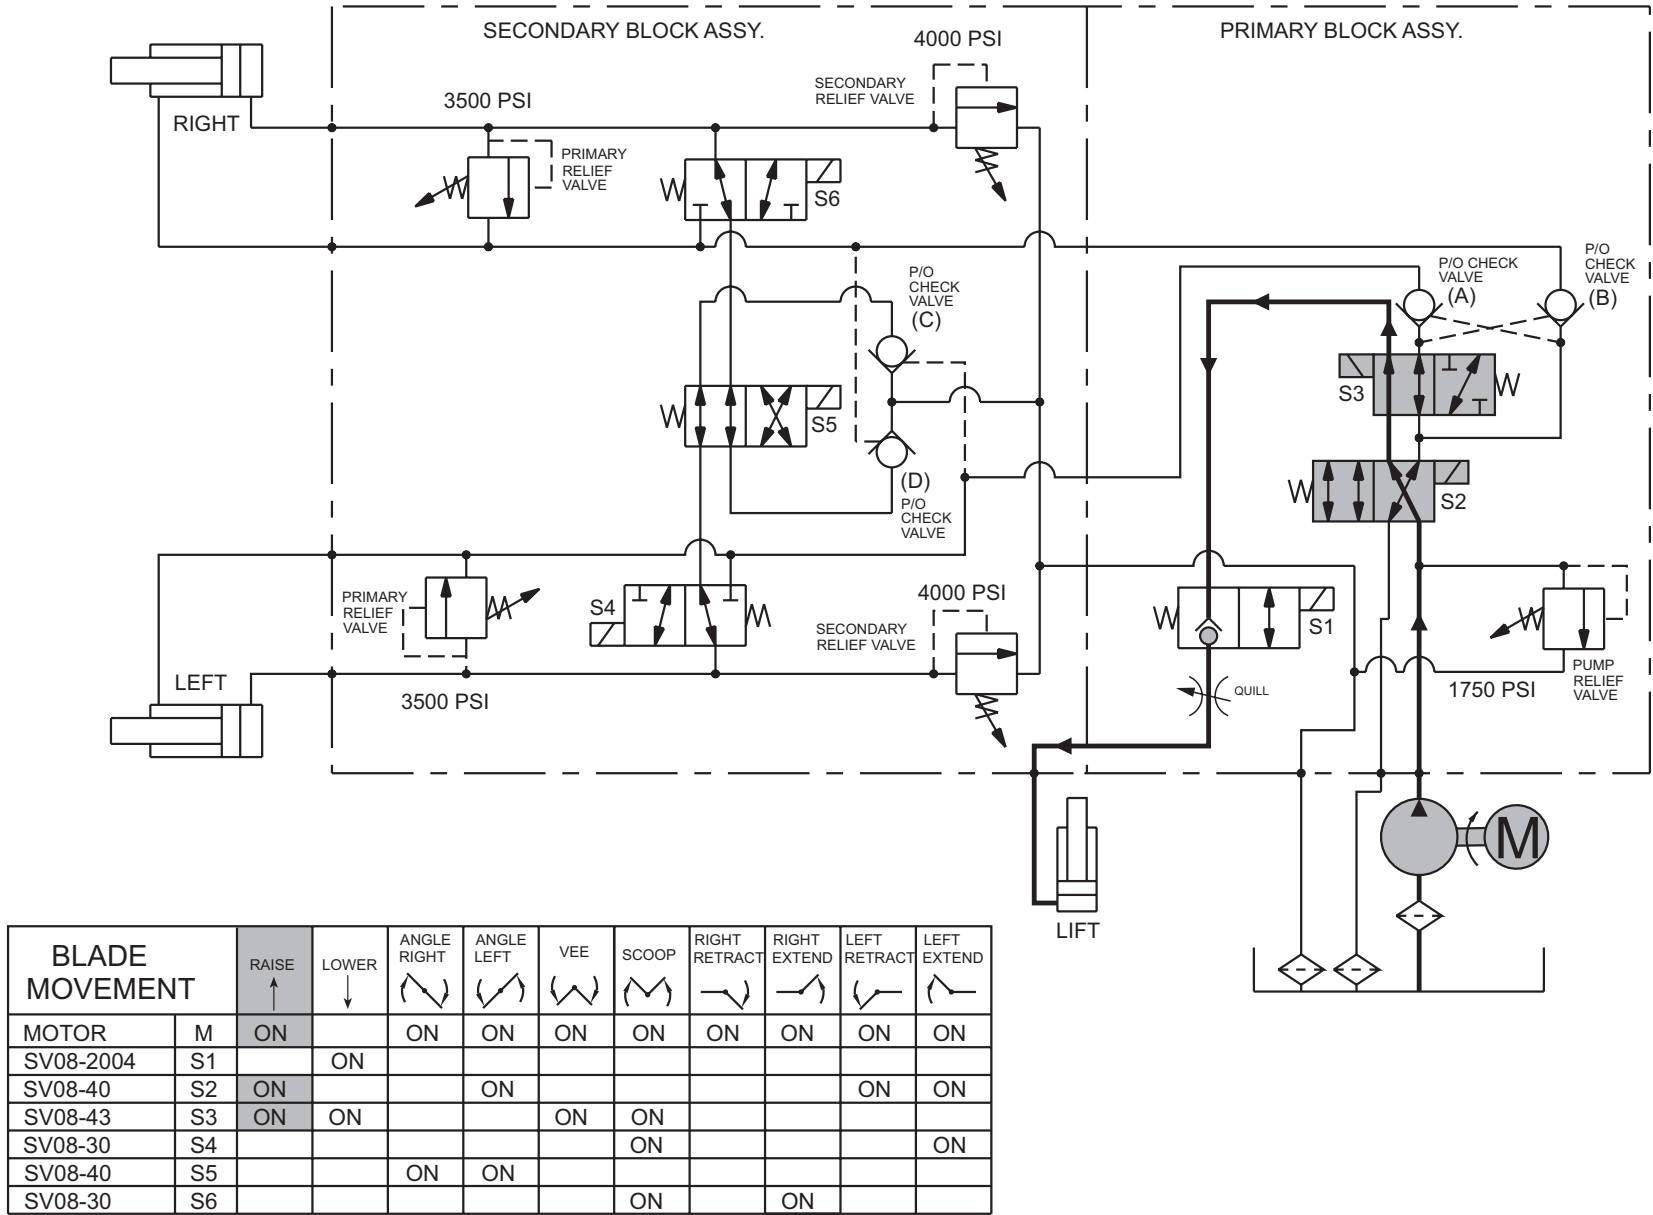 SECONDARY BLOCK ASSY.
PRIMARY BLOCK ASSY.
4000 PSI
SECONDARY
RELIEF VALVE
3500 PSI
RIGHT
PRIMARY
RELIEF
VALVE
S6
P/O
CHECK
VALVE
(C)
P/O CHECK
VALVE
(A)
P/O
CHECK
VALVE
(B)
S3
S5
(D)
P/O
CHECK
VALVE
S2
PRIMARY
RELIEF
VALVE
S4
4000 PSI
SECONDARY
RELIEF VALVE
S1
LEFT
3500 PSI
QUILL
1750 PSI
PUMP
RELIEF
VALVE
M
LIFT
BLADE
MOVEMENT
RAISE
LOWER
ANGLE
RIGHT
ANGLE
LEFT
VEE
SCOOP
RIGHT
RETRACT
RIGHT
EXTEND
LEFT
RETRACT
LEFT
EXTEND
MOTOR M ON ON ON ON ON ON ON ON ON
SV08-2004 S1 ON
SV08-40 S2 ON ON ON ON
SV08-43 S3 ON ON ON ON
SV08-30 S4 ON ON
SV08-40 S5 ON ON
SV08-30 S6 ON ON